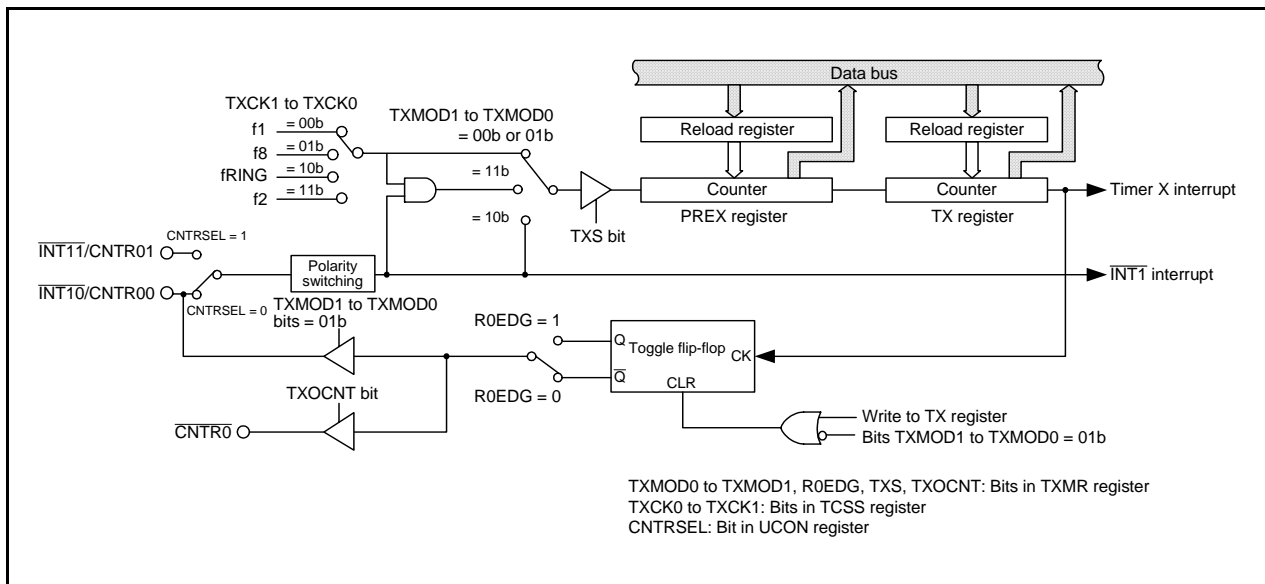 Data bus
TXCK1 to TXCK0
TXMOD1 to TXMOD0
= 00b or 01b
f1
= 00b
f8
= 01b
fRING
= 10b
f2
= 11b
= 11b
= 10b
Reload register
Reload register
Counter
Counter
PREX register
TX register
Timer X interrupt
TXS bit
CNTRSEL = 1
INT11/CNTR01
INT10/CNTR00
CNTRSEL = 0
Polarity
switching
INT1 interrupt
TXMOD1 to TXMOD0
bits = 01b
R0EDG = 1
Q
Toggle flip-flop
CK
Q
CLR
R0EDG = 0
TXOCNT bit
CNTR0
Write to TX register
Bits TXMOD1 to TXMOD0 = 01b
TXMOD0 to TXMOD1, R0EDG, TXS, TXOCNT: Bits in TXMR register
TXCK0 to TXCK1: Bits in TCSS register
CNTRSEL: Bit in UCON register